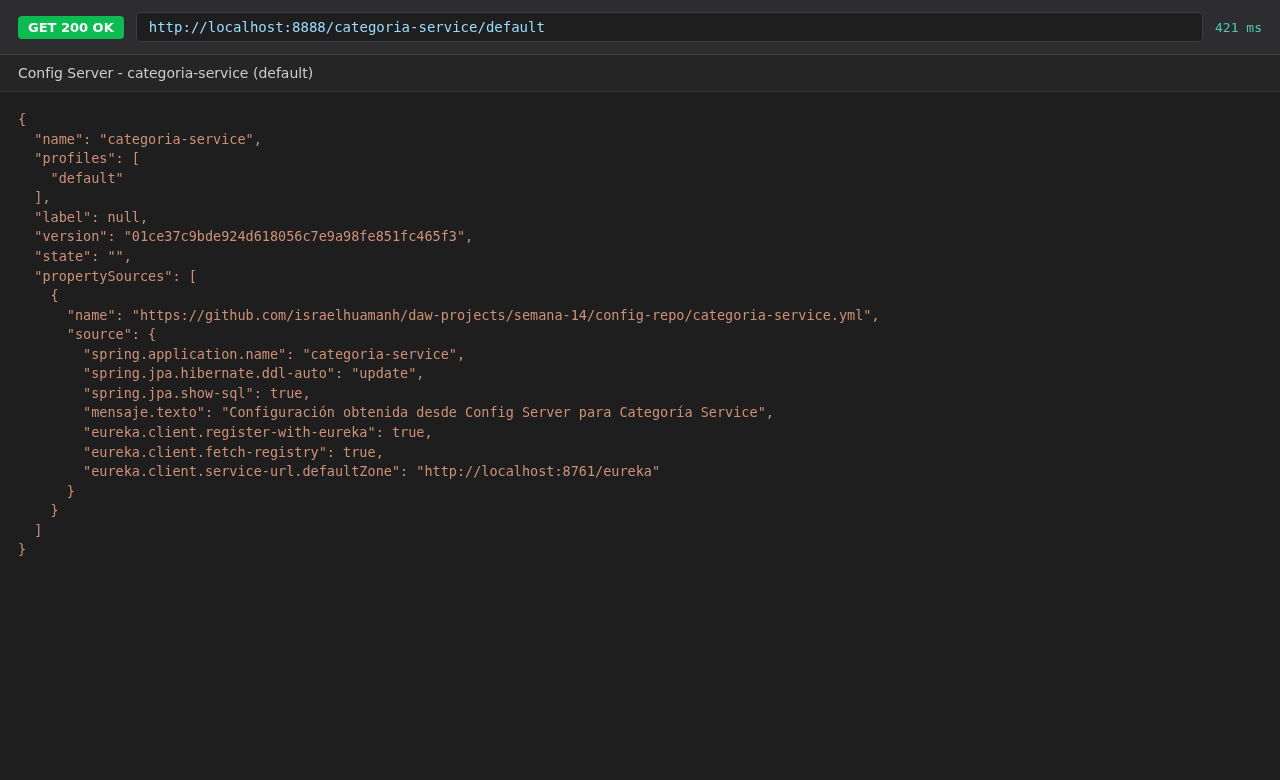 GET 200 OK
http://localhost:8888/categoria-service/default
421 ms
Config Server - categoria-service (default)
{
  "name": "categoria-service",
  "profiles": [
    "default"
  ],
  "label": null,
  "version": "01ce37c9bde924d618056c7e9a98fe851fc465f3",
  "state": "",
  "propertySources": [
    {
      "name": "https://github.com/israelhuamanh/daw-projects/semana-14/config-repo/categoria-service.yml",
      "source": {
        "spring.application.name": "categoria-service",
        "spring.jpa.hibernate.ddl-auto": "update",
        "spring.jpa.show-sql": true,
        "mensaje.texto": "Configuración obtenida desde Config Server para Categoría Service",
        "eureka.client.register-with-eureka": true,
        "eureka.client.fetch-registry": true,
        "eureka.client.service-url.defaultZone": "http://localhost:8761/eureka"
      }
    }
  ]
}